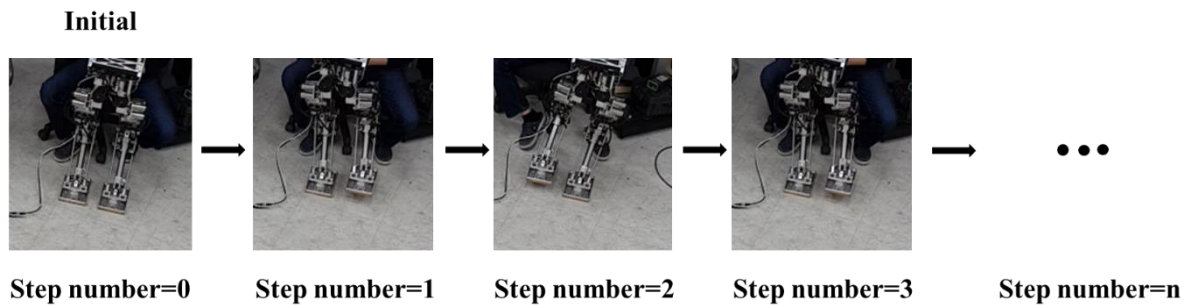 Initial
Step number=0
Step number=1
Step number=2
Step number=3
Step number=n